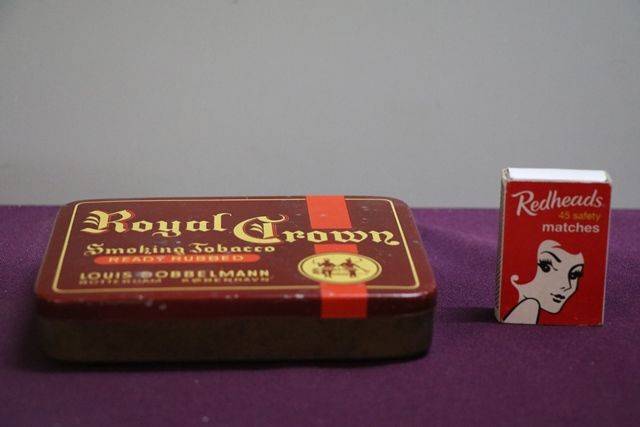 Royal Crown
Smoking Tobacco
READY RUBBED
LOUIS DOBBELMANN
ROTTERDAM KØBENHAVN
Redheads
45 safety
matches